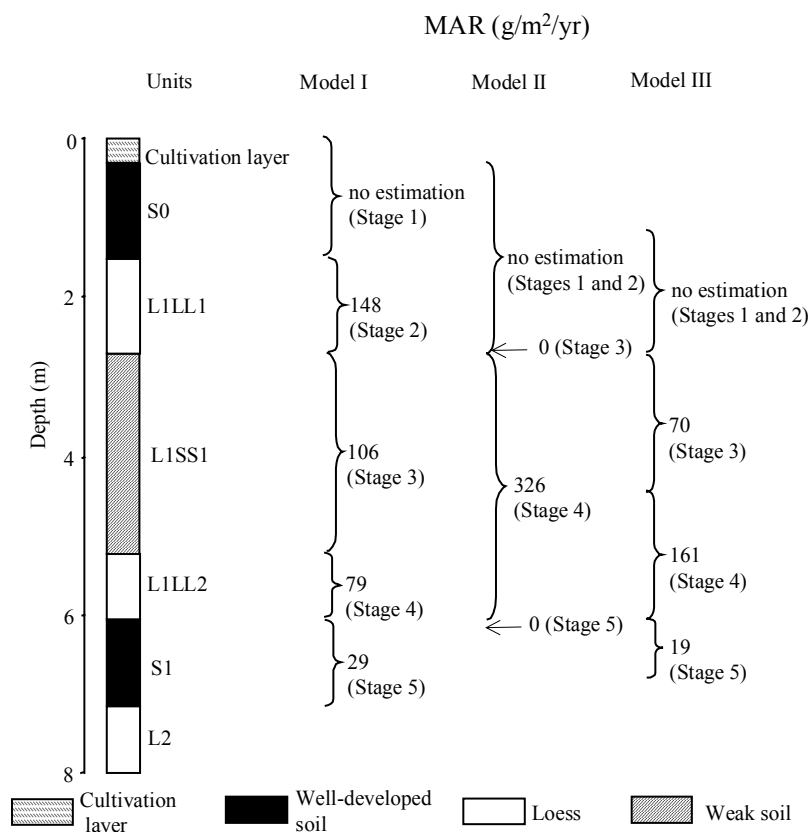 MAR (g/m²/yr)
Units
Model I
Model II
Model III
0
2
4
6
8
Depth (m)
Cultivation layer
S0
L1LL1
L1SS1
L1LL2
S1
L2
no estimation
(Stage 1)
148
(Stage 2)
106
(Stage 3)
79
(Stage 4)
29
(Stage 5)
no estimation
(Stages 1 and 2)
0 (Stage 3)
326
(Stage 4)
0 (Stage 5)
no estimation
(Stages 1 and 2)
70
(Stage 3)
161
(Stage 4)
19
(Stage 5)
Cultivation
layer
Well-developed
soil
Loess
Weak soil